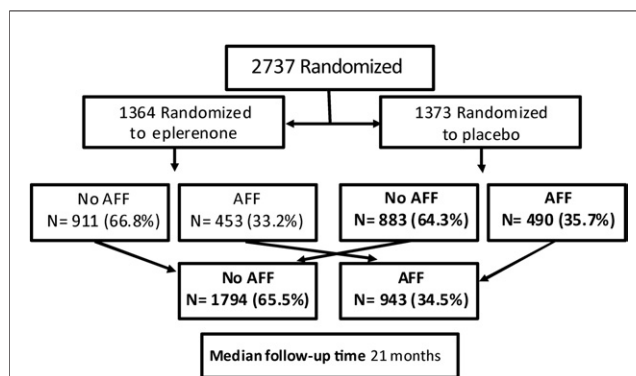 2737 Randomized
1364 Randomized
to eplerenone
1373 Randomized
to placebo
No AFF
N= 911 (66.8%)
AFF
N= 453 (33.2%)
No AFF
N= 883 (64.3%)
AFF
N= 490 (35.7%)
No AFF
N= 1794 (65.5%)
AFF
N= 943 (34.5%)
Median follow-up time 21 months